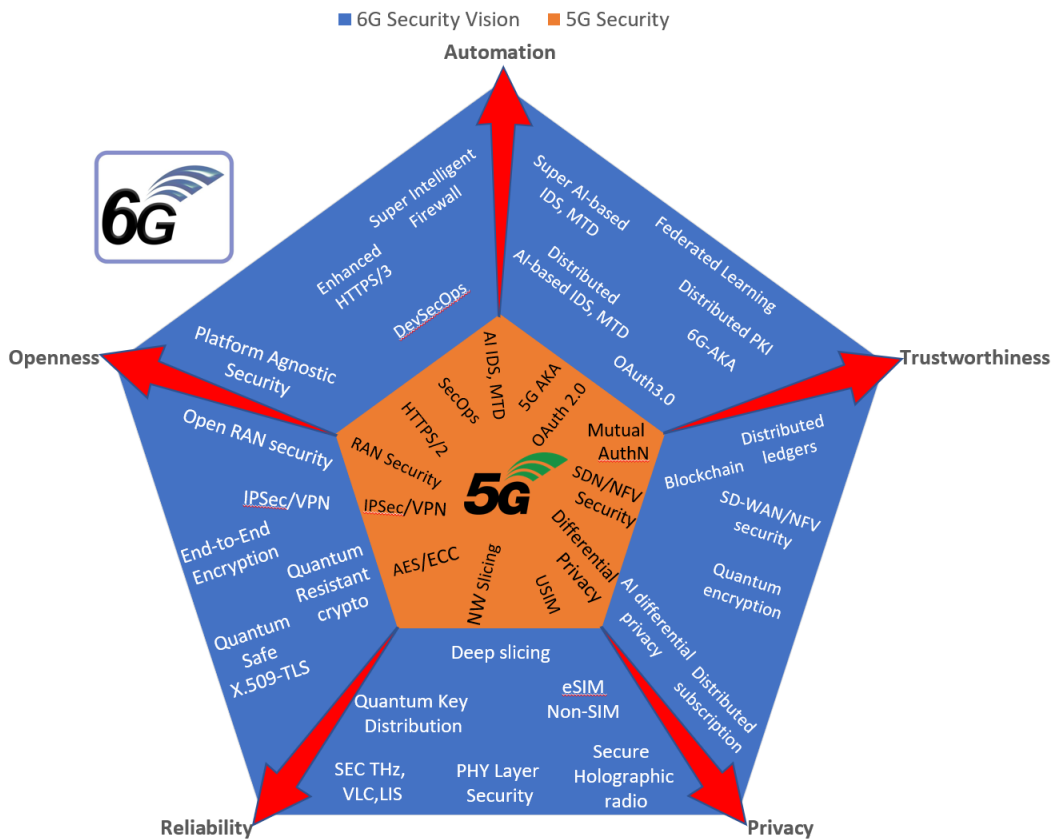 6G Security Vision
5G Security
Automation
6G
Openness
Trustworthiness
Super Intelligent
Firewall
Enhanced
HTTPS/3
DevSecOps
Platform Agnostic
Security
Super AI-based
IDS, MTD
Federated Learning
Distributed
AI-based IDS, MTD
Distributed PKI
6G-AKA
OAuth3.0
AI IDS, MTD
SecOps
HTTPS/2
RAN Security
IPSec/VPN
AES/ECC
NW Slicing
5G AKA
OAuth 2.0
Mutual
AuthN
SDN/NFV
Security
Differential
Privacy
USIM
5G
Open RAN security
IPSec/VPN
End-to-End
Encryption
Quantum
Resistant
crypto
Quantum
Safe
X.509-TLS
Distributed
ledgers
Blockchain
SD-WAN/NFV
security
Quantum
encryption
AI differential
privacy
Distributed
subscription
Deep slicing
Quantum Key
Distribution
eSIM
Non-SIM
SEC THz,
VLC,LIS
PHY Layer
Security
Secure
Holographic
radio
Reliability
Privacy